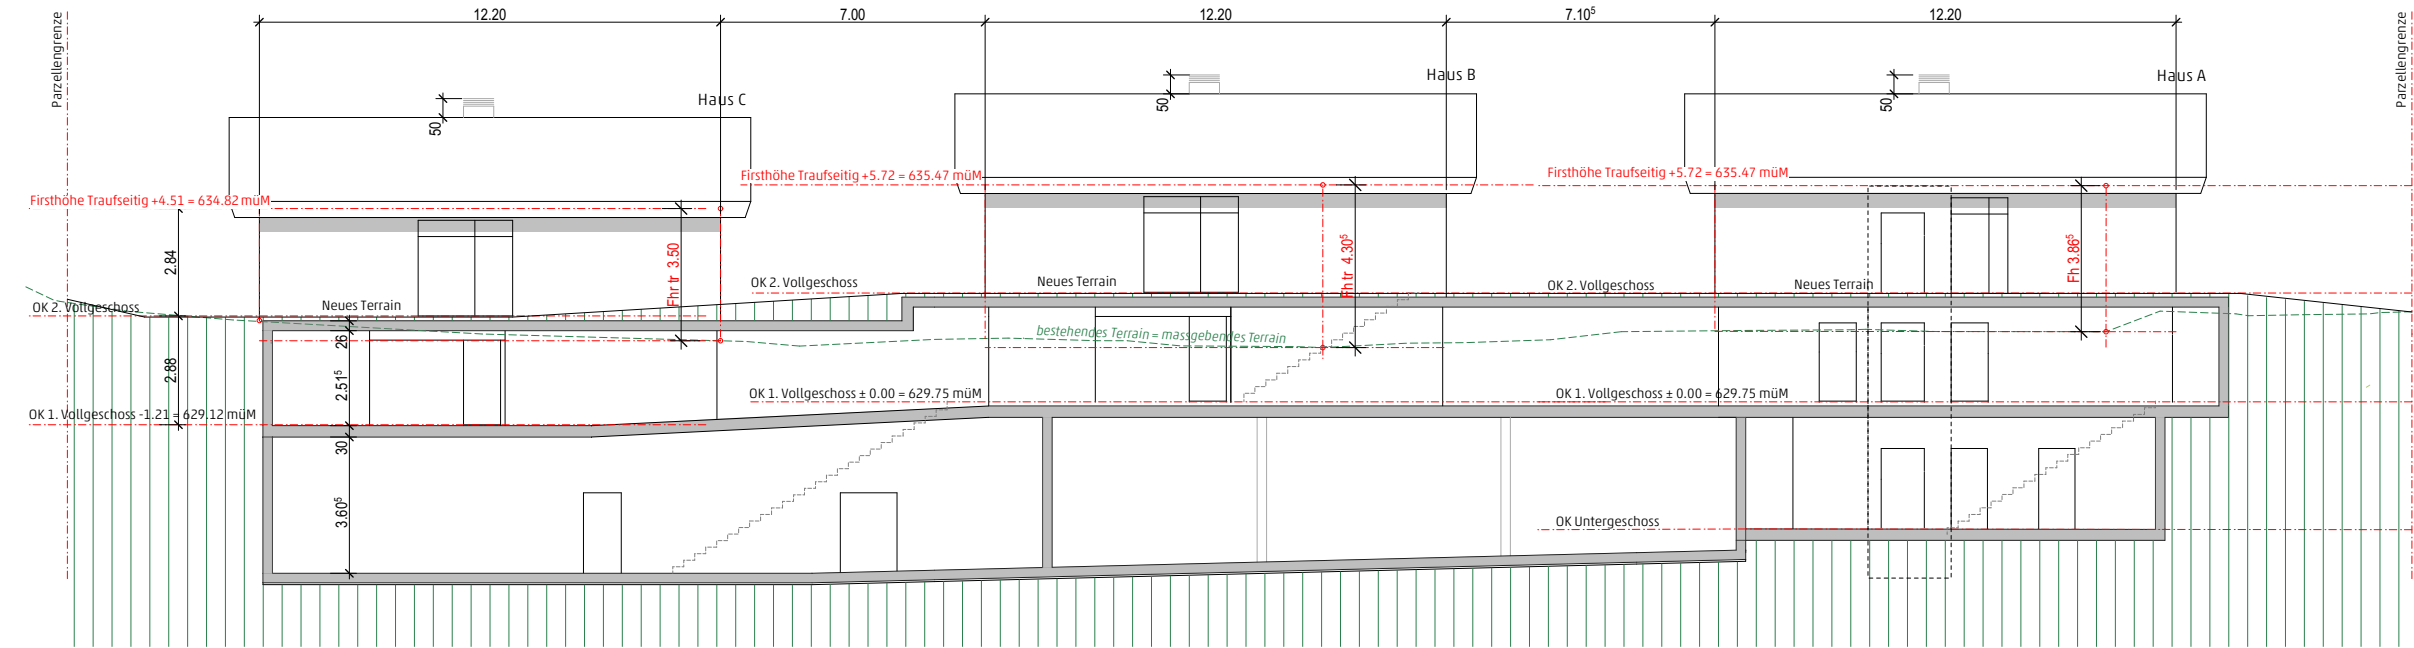 12.20
7.00
12.20
7.10⁵
12.20
Parzellengrenze
Parzellengrenze
Haus C
Haus B
Haus A
50
50
50
Firsthöhe Traufseitig +4.51 = 634.82 müM
Firsthöhe Traufseitig +5.72 = 635.47 müM
Firsthöhe Traufseitig +5.72 = 635.47 müM
2.84
Fhr tr 3.50
Fh tr 4.30⁵
Fh 3.86⁵
OK 2. Vollgeschoss
Neues Terrain
OK 2. Vollgeschoss
Neues Terrain
OK 2. Vollgeschoss
Neues Terrain
bestehendes Terrain = massgebendes Terrain
26
2.88
2.51⁵
OK 1. Vollgeschoss -1.21 = 629.12 müM
OK 1. Vollgeschoss ± 0.00 = 629.75 müM
OK 1. Vollgeschoss ± 0.00 = 629.75 müM
30
3.60⁵
OK Untergeschoss